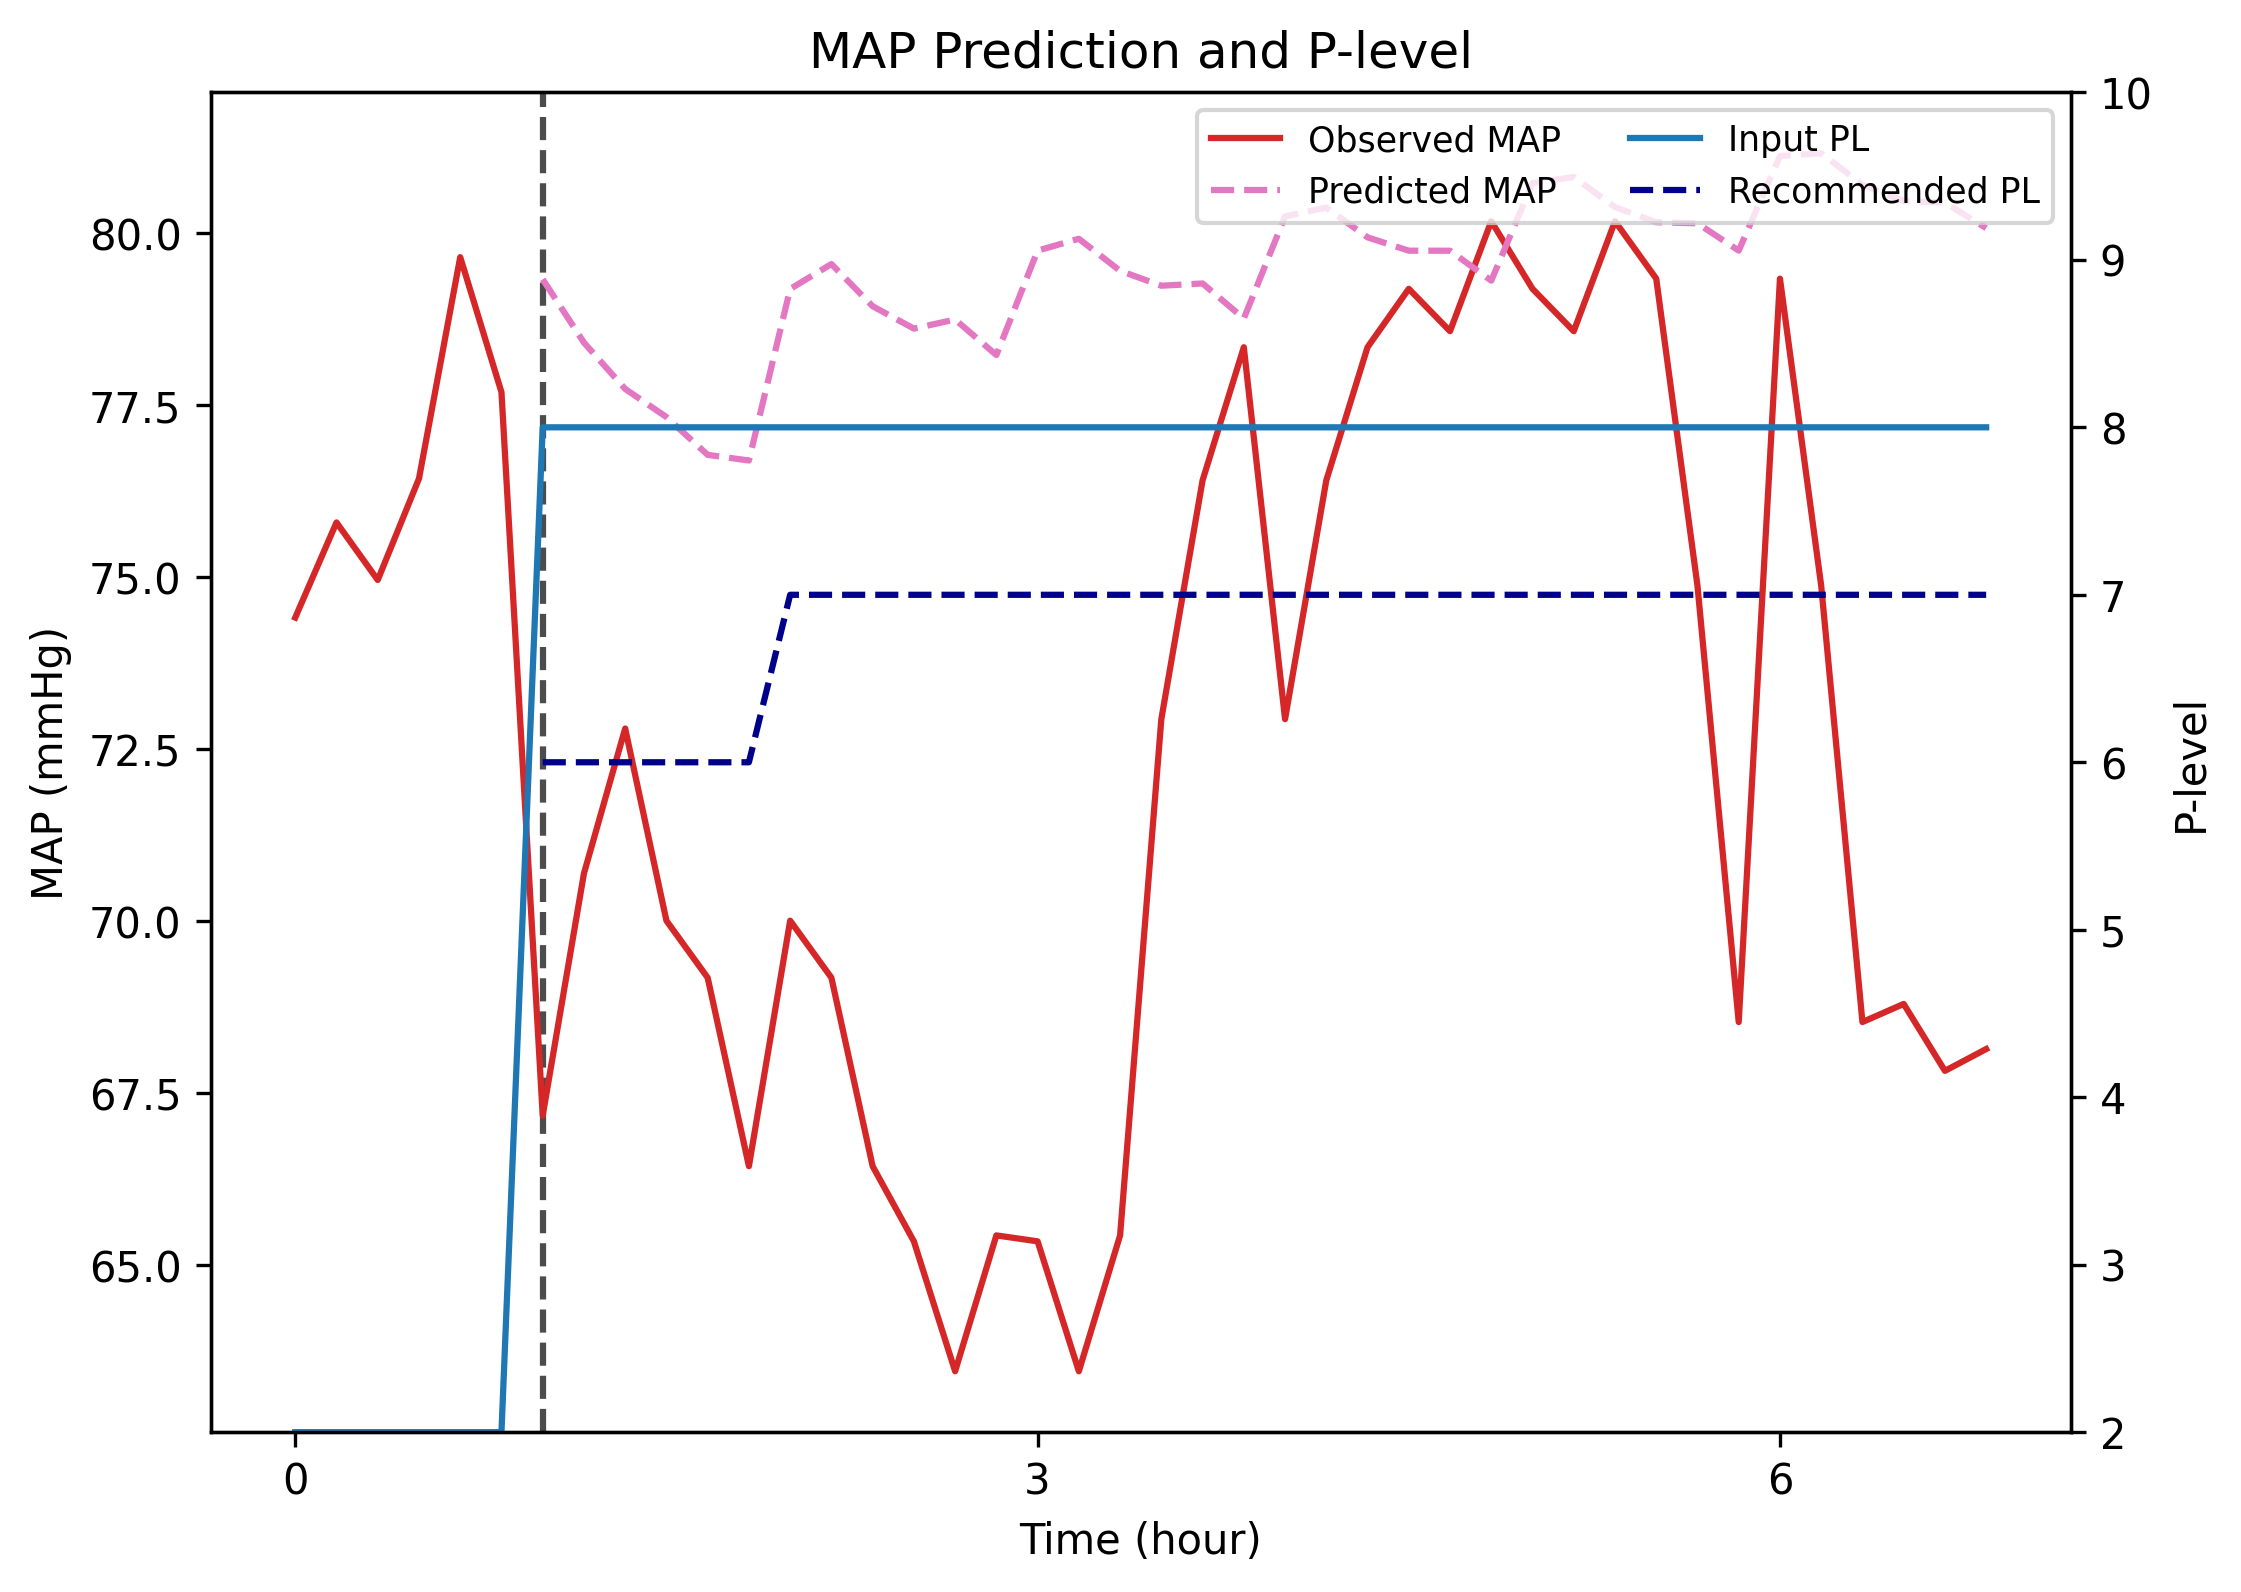 MAP Prediction and P-level
Observed MAP
Predicted MAP
Input PL
Recommended PL
MAP (mmHg)
80.0
77.5
75.0
72.5
70.0
67.5
65.0
10
9
8
7
6
5
4
3
2
P-level
0 3 6
Time (hour)